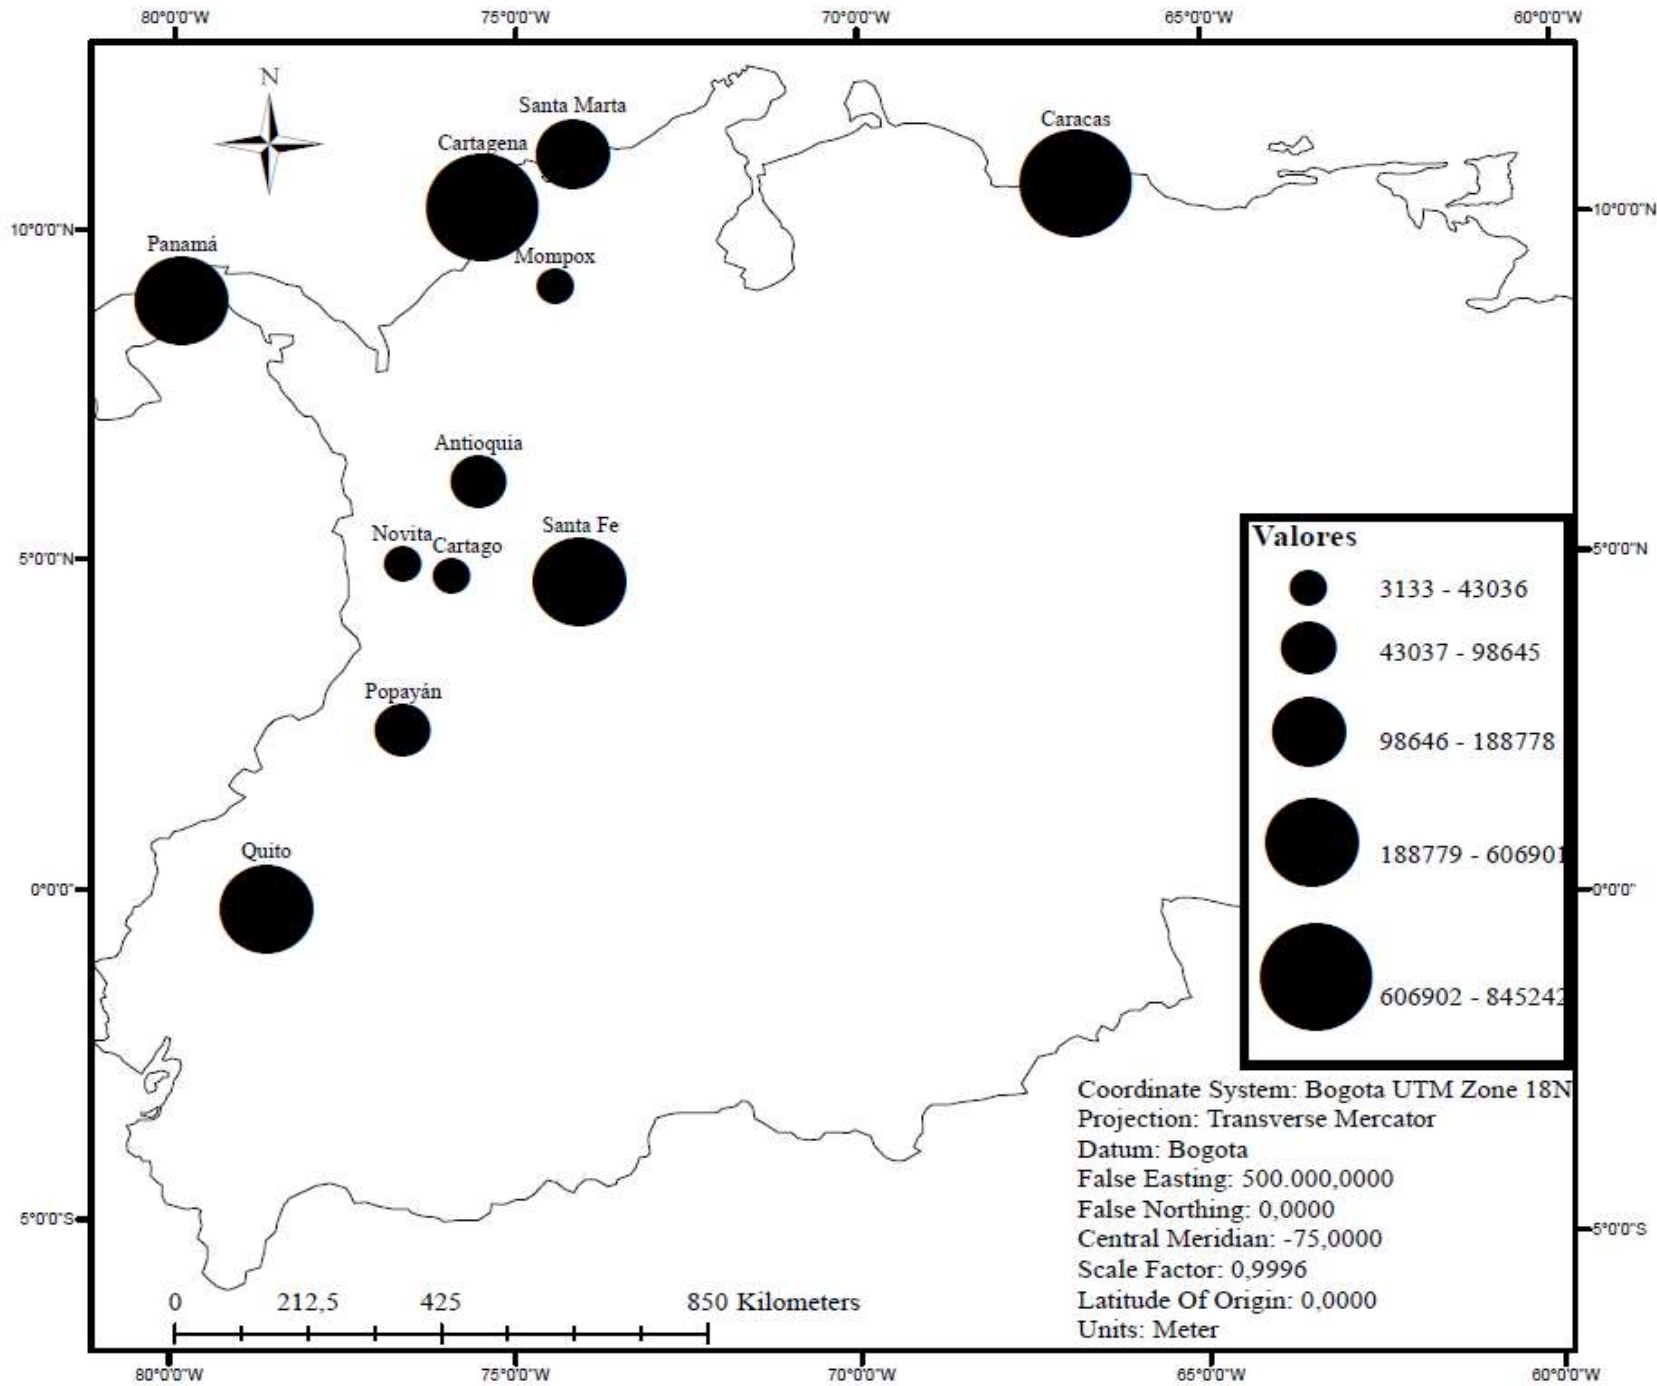 80°0'0"W 75°0'0"W 70°0'0"W 65°0'0"W 60°0'0"W
N
Santa Marta
Caracas
Cartagena
10°0'0"N 10°0'0"N
Panamá
Mompox
Antioquia
Santa Fe
Novita
Cartago
5°0'0"N 5°0'0"N
Valores
3133 - 43036
43037 - 98645
Popayán
98646 - 188778
Quito
188779 - 606901
0°0'0" 0°0'0"
606902 - 845242
Coordinate System: Bogota UTM Zone 18N
Projection: Transverse Mercator
Datum: Bogota
False Easting: 500.000,0000
False Northing: 0,0000
5°0'0"S 5°0'0"S
Central Meridian: -75,0000
Scale Factor: 0,9996
Latitude Of Origin: 0,0000
Units: Meter
0 212,5 425 850 Kilometers
80°0'0"W 75°0'0"W 70°0'0"W 65°0'0"W 60°0'0"W